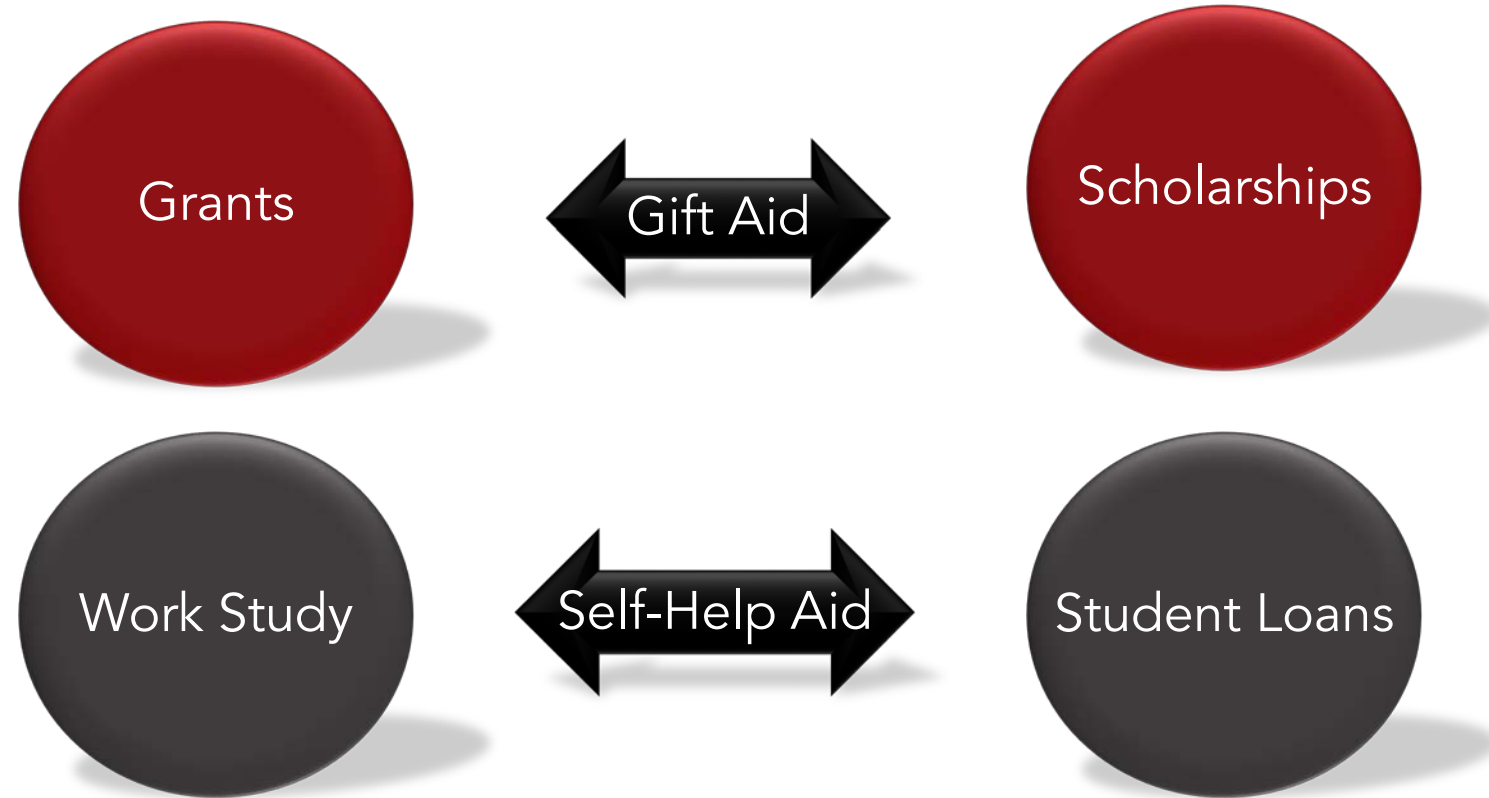 Grants
Gift Aid
Scholarships
Work Study
Self-Help Aid
Student Loans